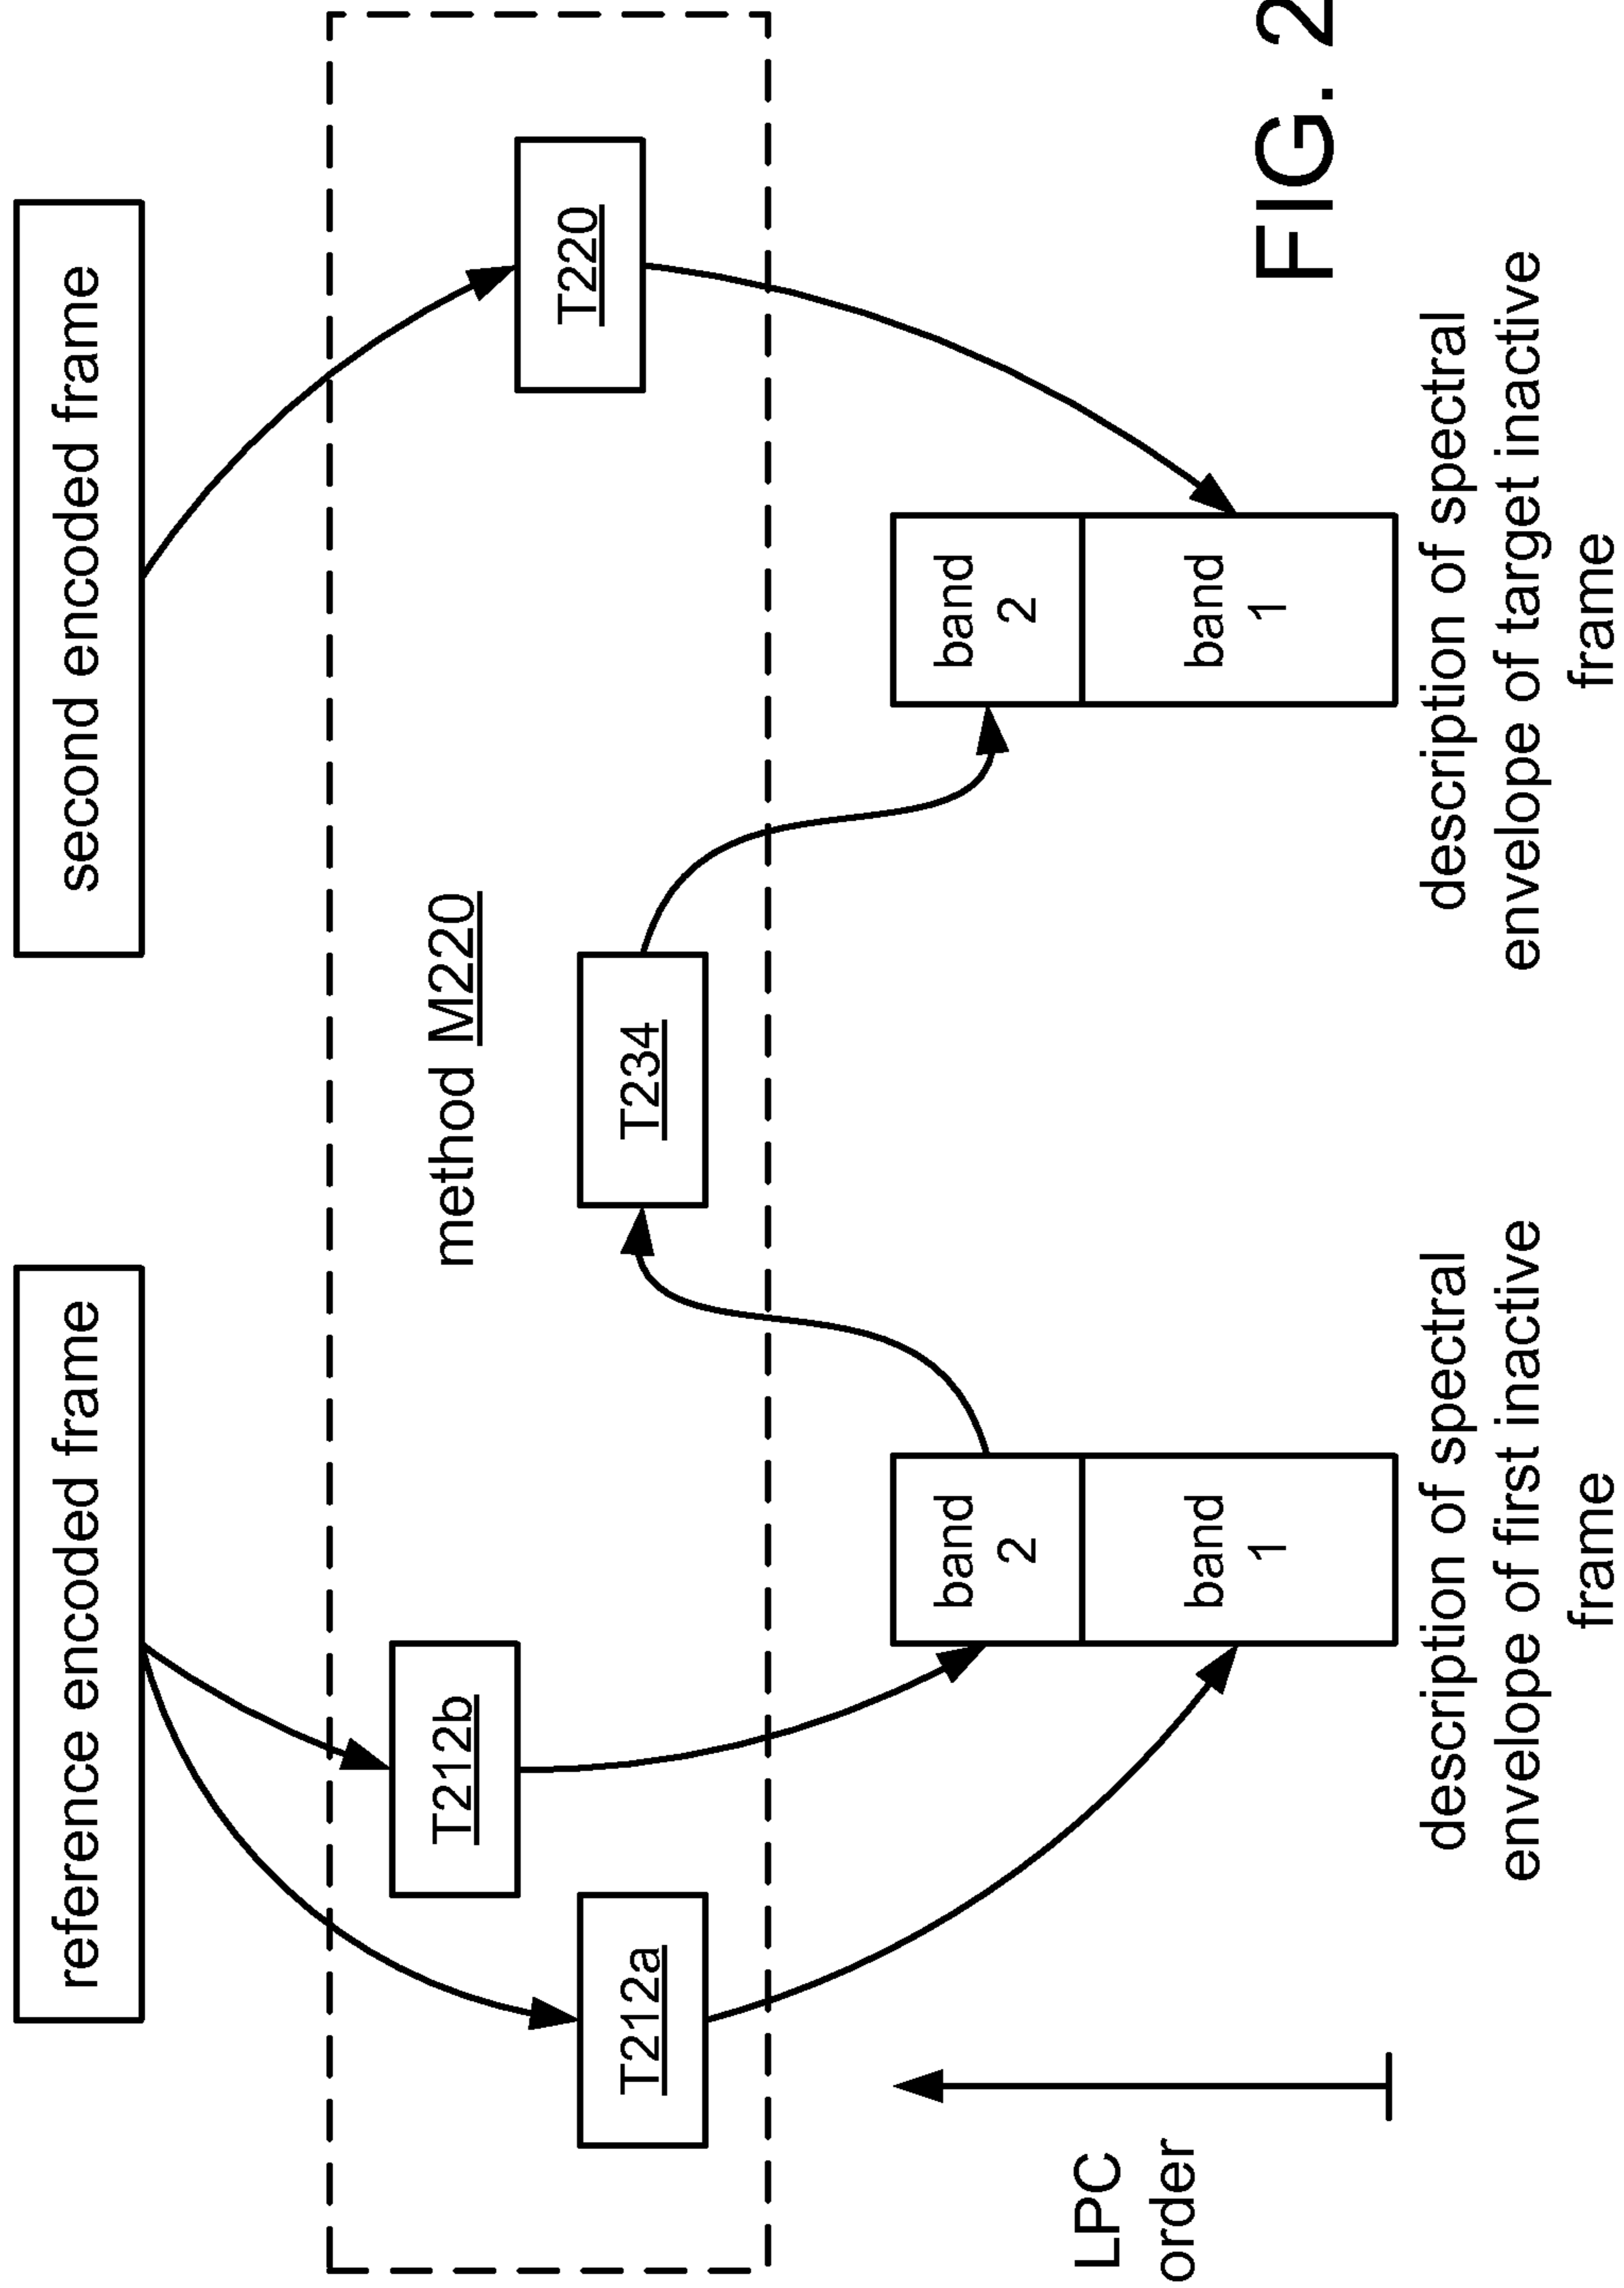 reference encoded frame
second encoded frame
method M220
T212a
T212b
T234
T220
LPC
order
band
2
band
1
band
2
band
1
description of spectral
envelope of first inactive
frame
description of spectral
envelope of target inactive
frame
FIG. 2